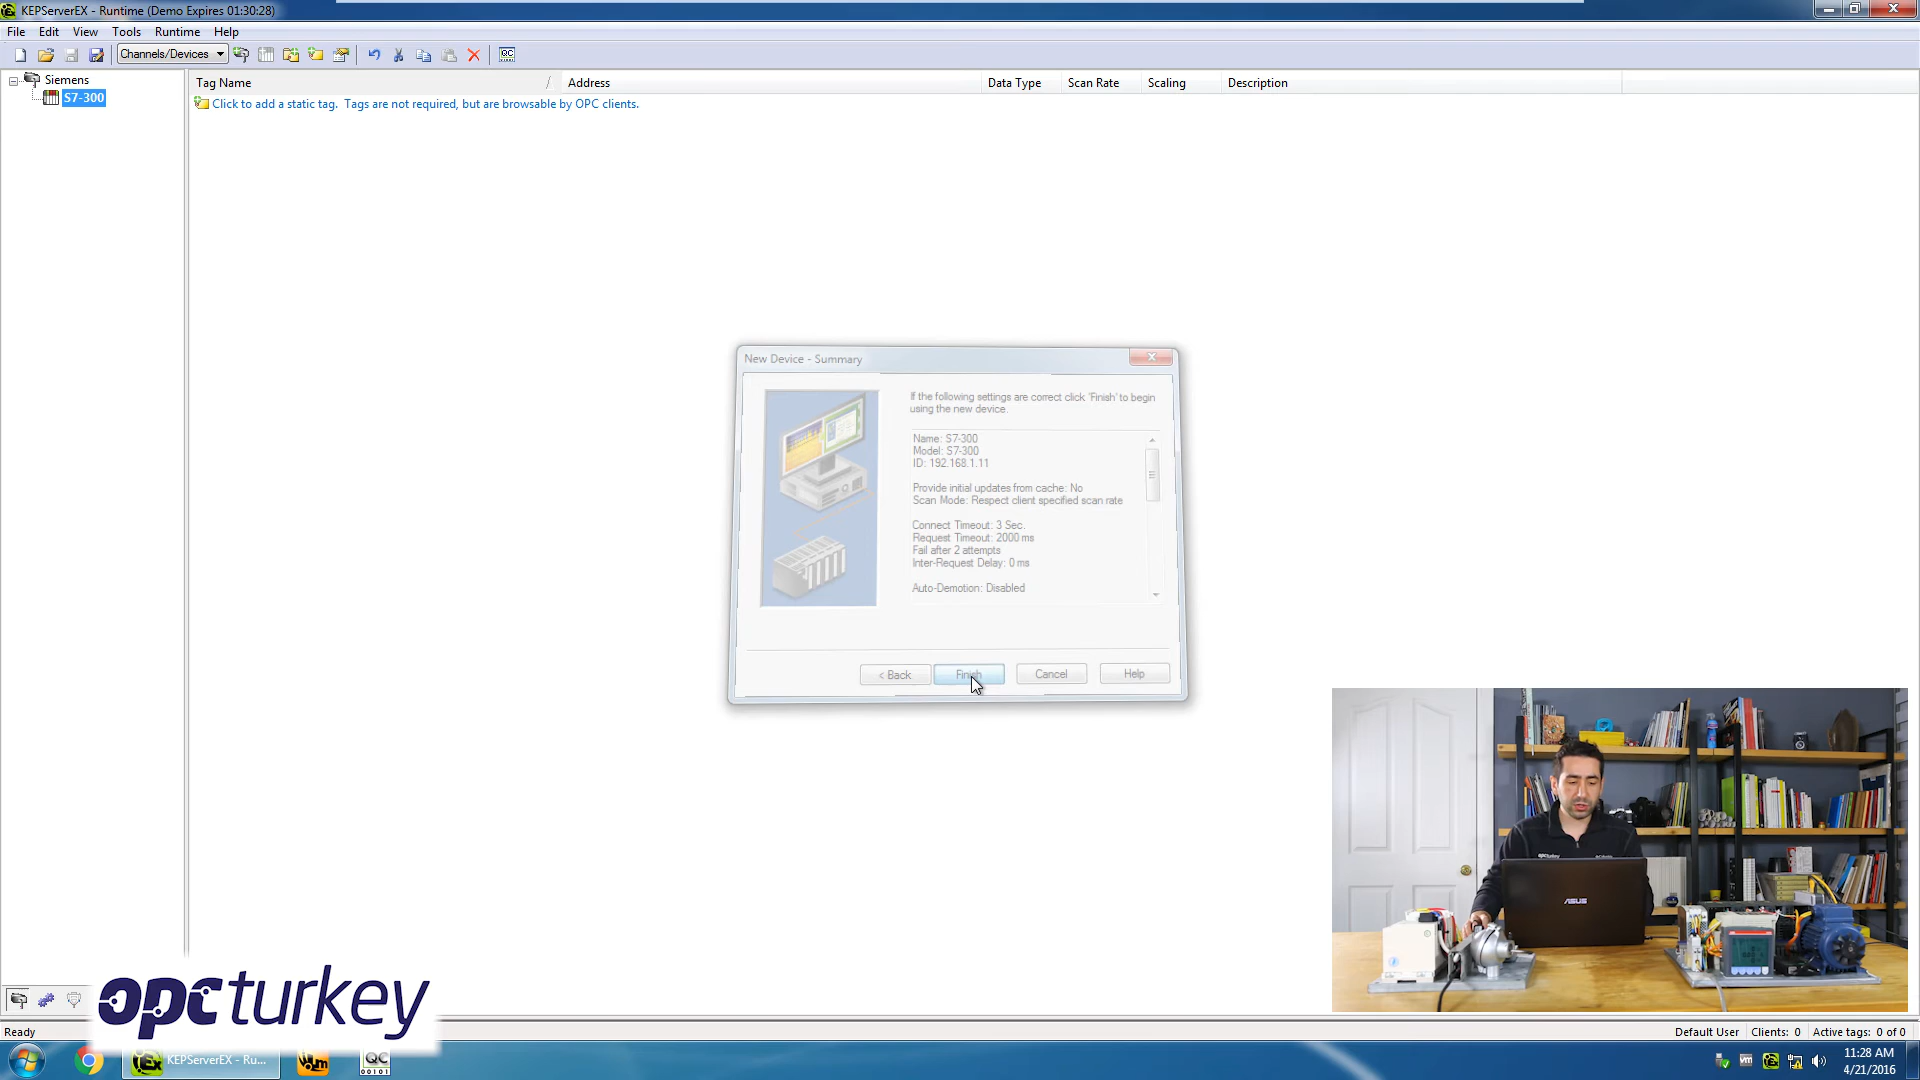 KEPServerEX - Runtime (Demo Expires 01:30:28)
File Edit View Tools Runtime Help
Channels/Devices
QC
Siemens
S7-300
Tag Name / Address Data Type Scan Rate Scaling Description
Click to add a static tag. Tags are not required, but are browsable by OPC clients.
New Device - Summary
If the following settings are correct click 'Finish' to begin
using the new device.
Name: S7-300
Model: S7-300
ID: 192.168.1.11
Provide initial updates from cache: No
Scan Mode: Respect client specified scan rate
Connect Timeout: 3 Sec.
Request Timeout: 2000 ms
Fail after 2 attempts
Inter-Request Delay: 0 ms
Auto-Demotion: Disabled
< Back Finish Cancel Help
ASUS
opcturkey
Ready
Default User Clients: 0 Active tags: 0 of 0
KEPServerEX - Ru...
QC
00101
vm
11:28 AM
4/21/2016